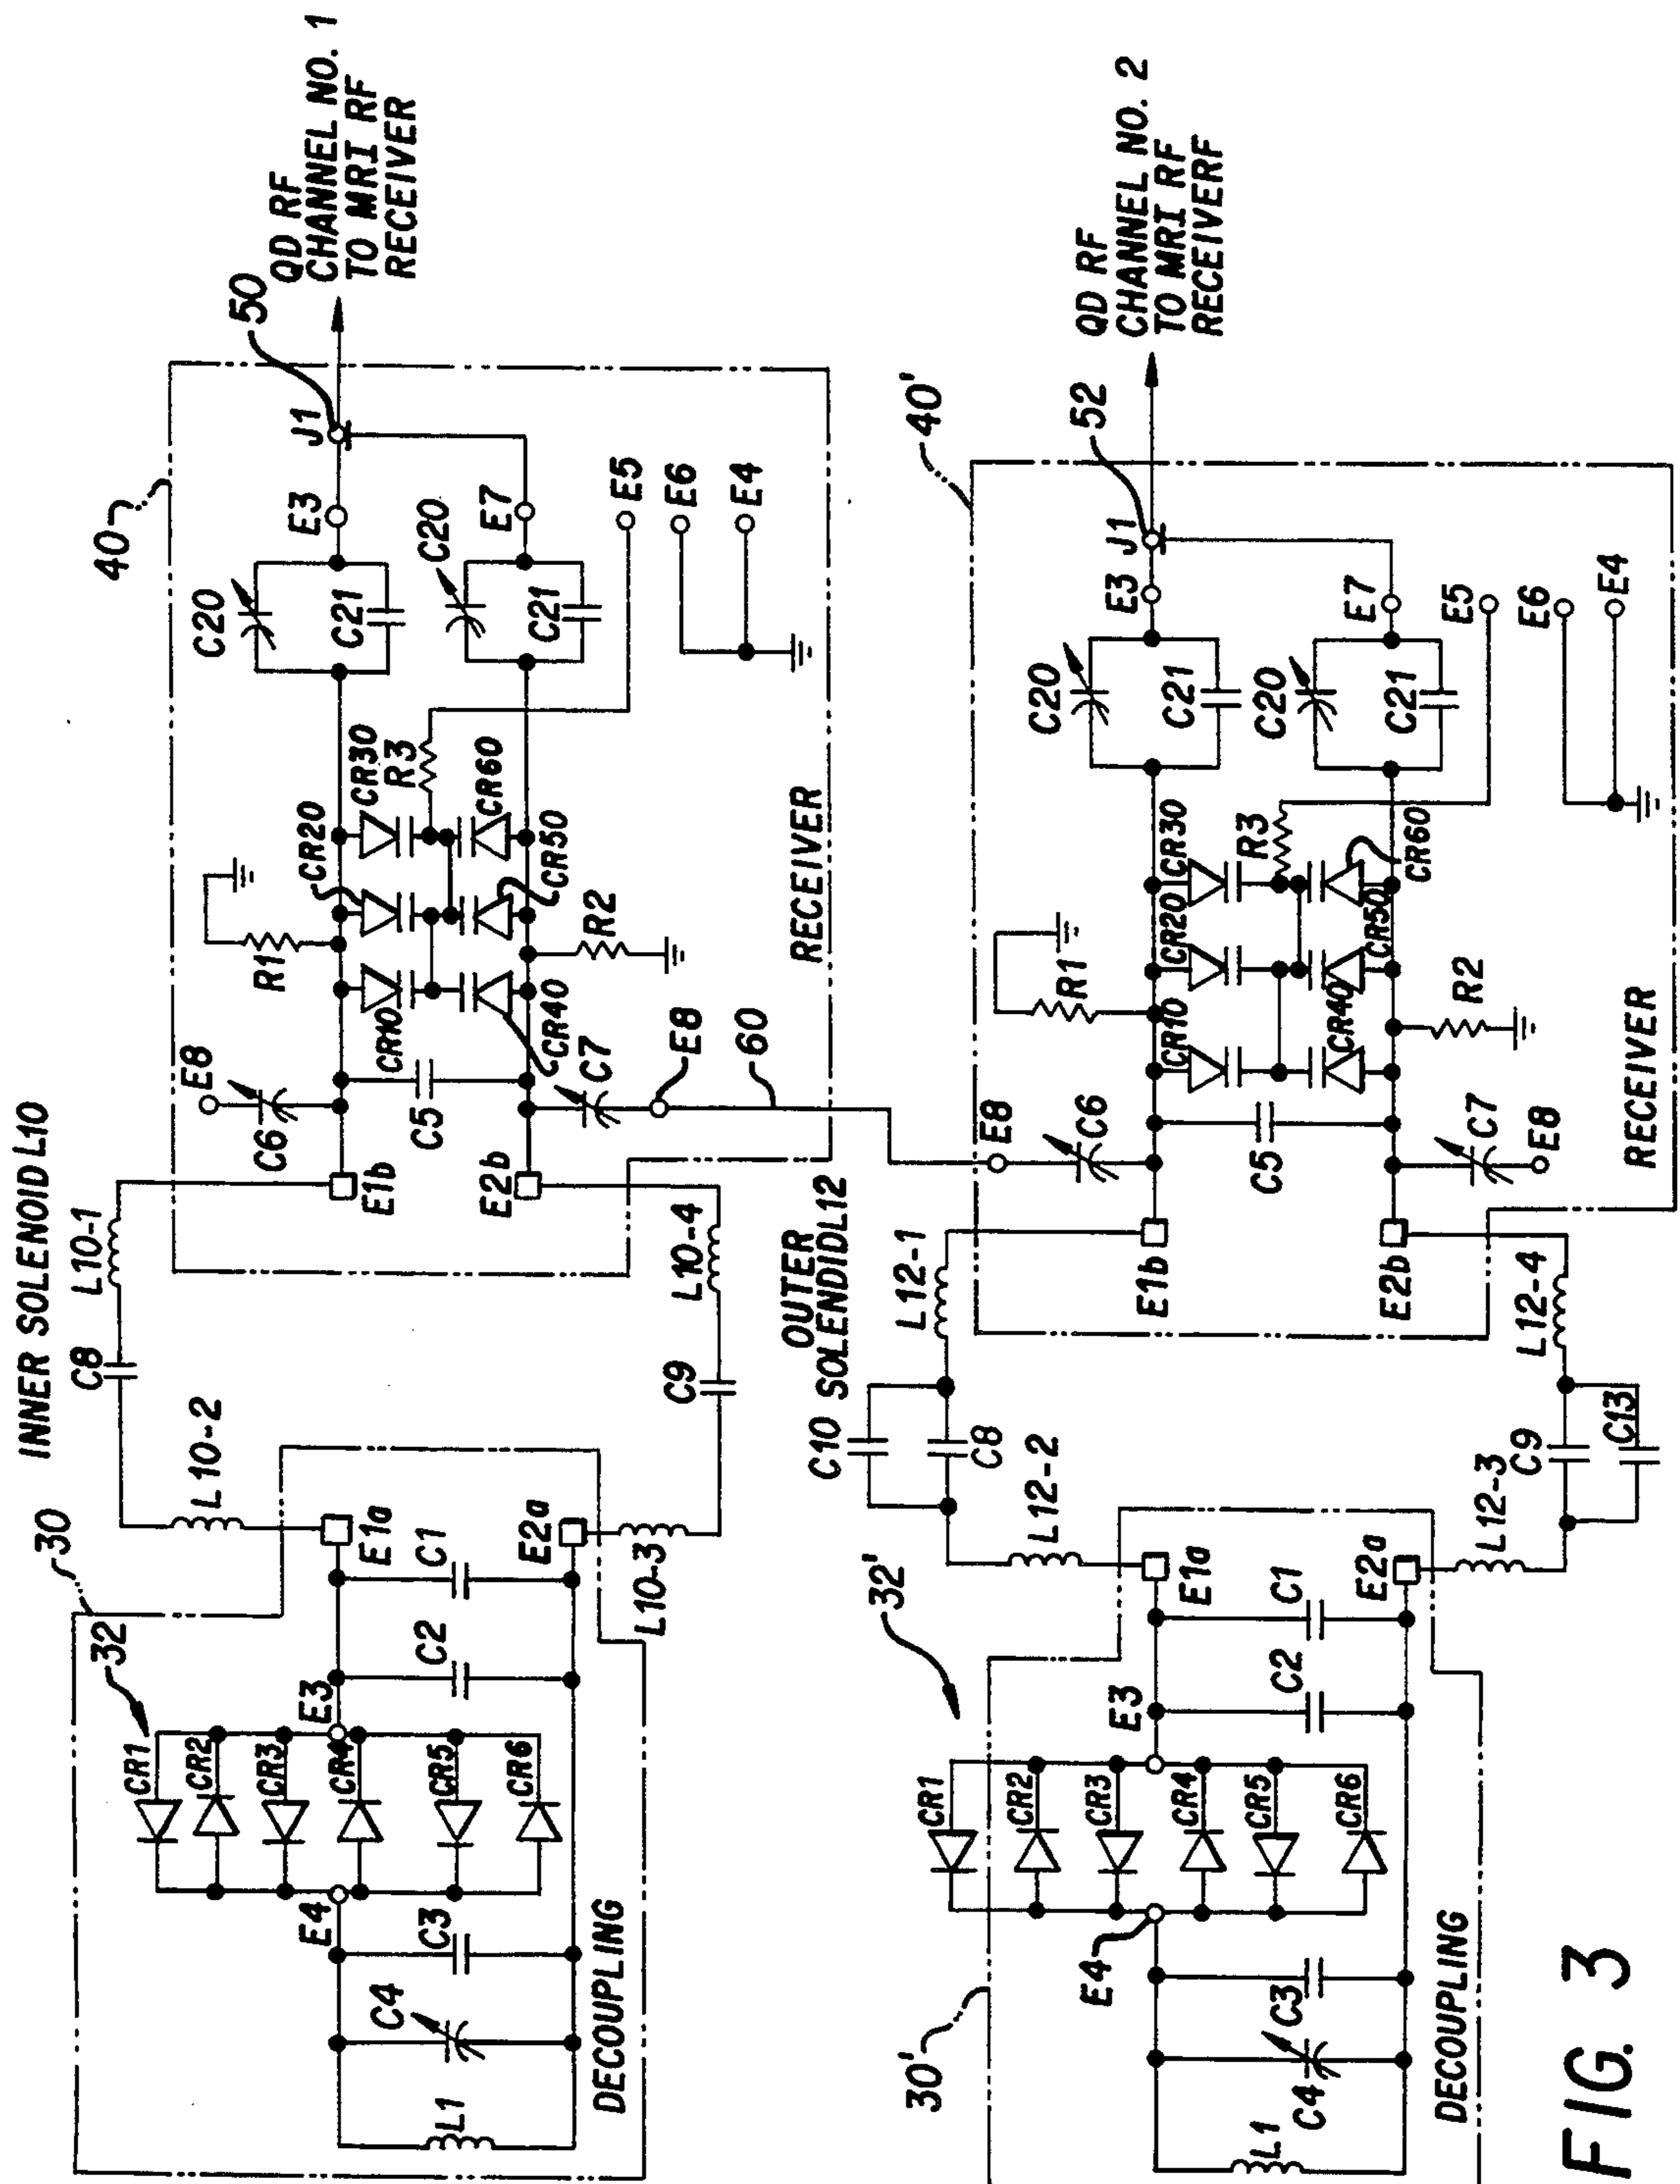 INNER SOLENOID L10
30
32
CR1
CR2
CR3
CR4
CR5
CR6
E4
E3
C4
C3
C2
C1
L1
E1a
E2a
DECOUPLING
L10-2
L10-3
C8
C9
L10-1
L10-4
E1b
E2b
E8
C6
C5
C7
E8
60
R1
R2
R3
CR10
CR20
CR30
CR40
CR50
CR60
C20
C21
C20
C21
E3
E7
E5
E6
E4
J1
40
50
RECEIVER
QD RF
CHANNEL NO. 1
TO MRI RF
RECEIVER
OUTER
SOLENDIDL12
30'
32'
CR1
CR2
CR3
CR4
CR5
CR6
E4
E3
C4
C3
C2
C1
L1
E1a
E2a
DECOUPLING
L12-2
L12-3
C10
C8
C9
C13
L12-1
L12-4
E1b
E2b
E8
C6
C5
C7
E8
R1
R2
R3
CR10
CR20
CR30
CR40
CR50
CR60
C20
C21
C20
C21
E3
E7
E5
E6
E4
J1
40'
52
RECEIVER
QD RF
CHANNEL NO. 2
TO MRI RF
RECEIVERF
FIG. 3